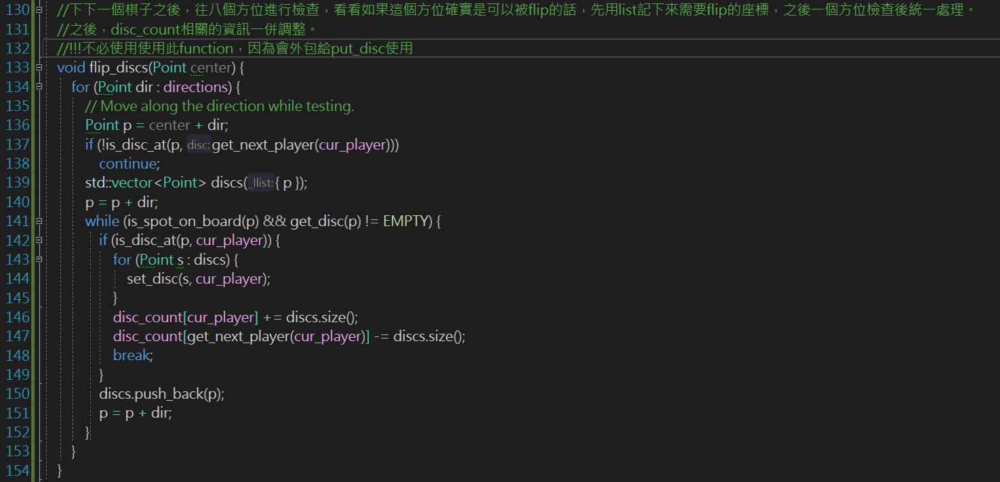 130 //下下一個棋子之後，往八個方位進行檢查，看看如果這個方位確實是可以被flip的話，先用list記下來需要flip的座標，之後一個方位檢查後統一處理。
131 //之後，disc_count相關的資訊一併調整。
132 //!!!不必使用使用此function，因為會外包給put_disc使用
133 void flip_discs(Point center) {
134 for (Point dir : directions) {
135 // Move along the direction while testing.
136 Point p = center + dir;
137 if (!is_disc_at(p, disc: get_next_player(cur_player)))
138 continue;
139 std::vector<Point> discs(_Ilist: { p });
140 p = p + dir;
141 while (is_spot_on_board(p) && get_disc(p) != EMPTY) {
142 if (is_disc_at(p, cur_player)) {
143 for (Point s : discs) {
144 set_disc(s, cur_player);
145 }
146 disc_count[cur_player] += discs.size();
147 disc_count[get_next_player(cur_player)] -= discs.size();
148 break;
149 }
150 discs.push_back(p);
151 p = p + dir;
152 }
153 }
154 }